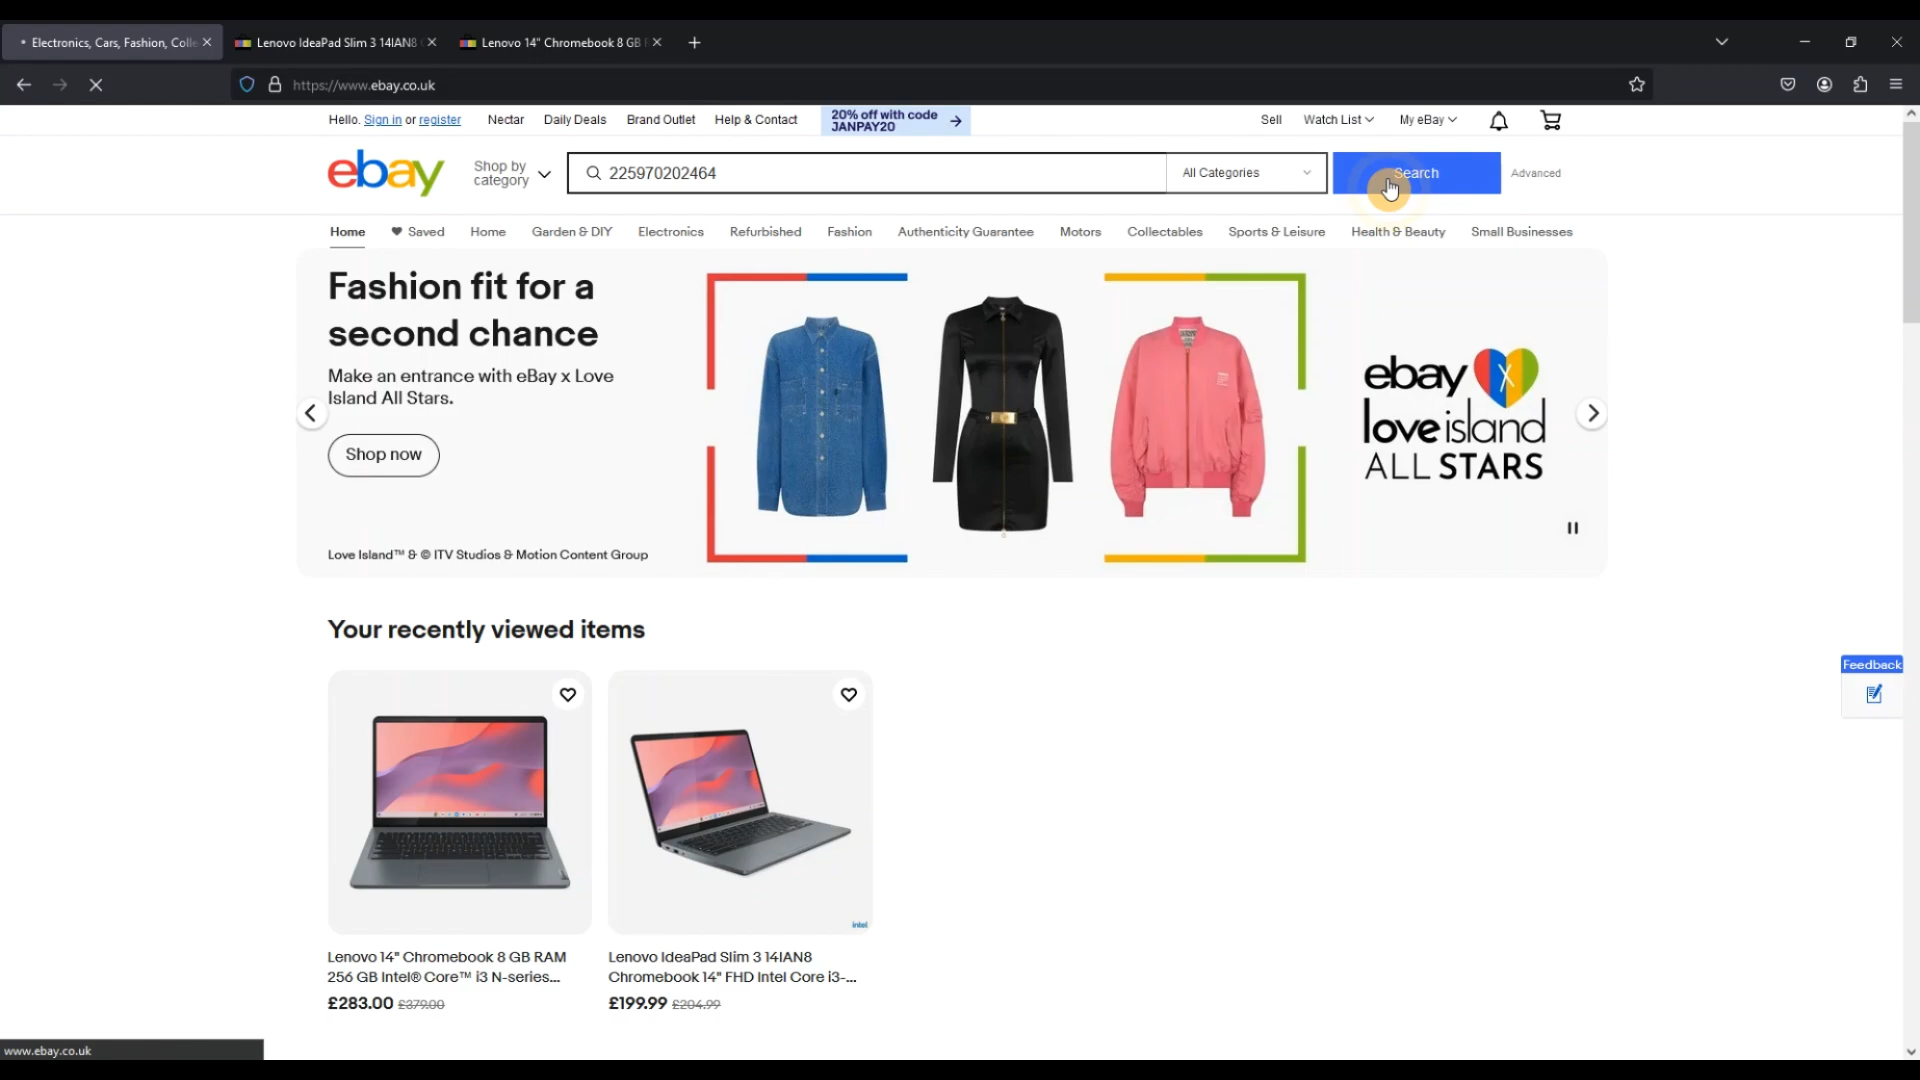 Electronics, Cars, Fashion, Colle
Lenovo IdeaPad Slim 3 14IAN8
Lenovo 14" Chromebook 8 GB
https://www.ebay.co.uk
Hello. Sign in or register
Nectar
Daily Deals
Brand Outlet
Help & Contact
20% off with code
JANPAY20
Sell
Watch List
My eBay
ebay
Shop by
category
225970202464
All Categories
Search
Advanced
Home
Saved
Home
Garden & DIY
Electronics
Refurbished
Fashion
Authenticity Guarantee
Motors
Collectables
Sports & Leisure
Health & Beauty
Small Businesses
Fashion fit for a
second chance
Make an entrance with eBay x Love
Island All Stars.
Shop now
Love Island™ & © ITV Studios & Motion Content Group
ebay X
loveisland
ALL STARS
Your recently viewed items
Feedback
intel
Lenovo 14" Chromebook 8 GB RAM
256 GB Intel® Core™ i3 N-series...
£283.00 £379.00
Lenovo IdeaPad Slim 3 14IAN8
Chromebook 14" FHD Intel Core i3-...
£199.99 £204.99
www.ebay.co.uk